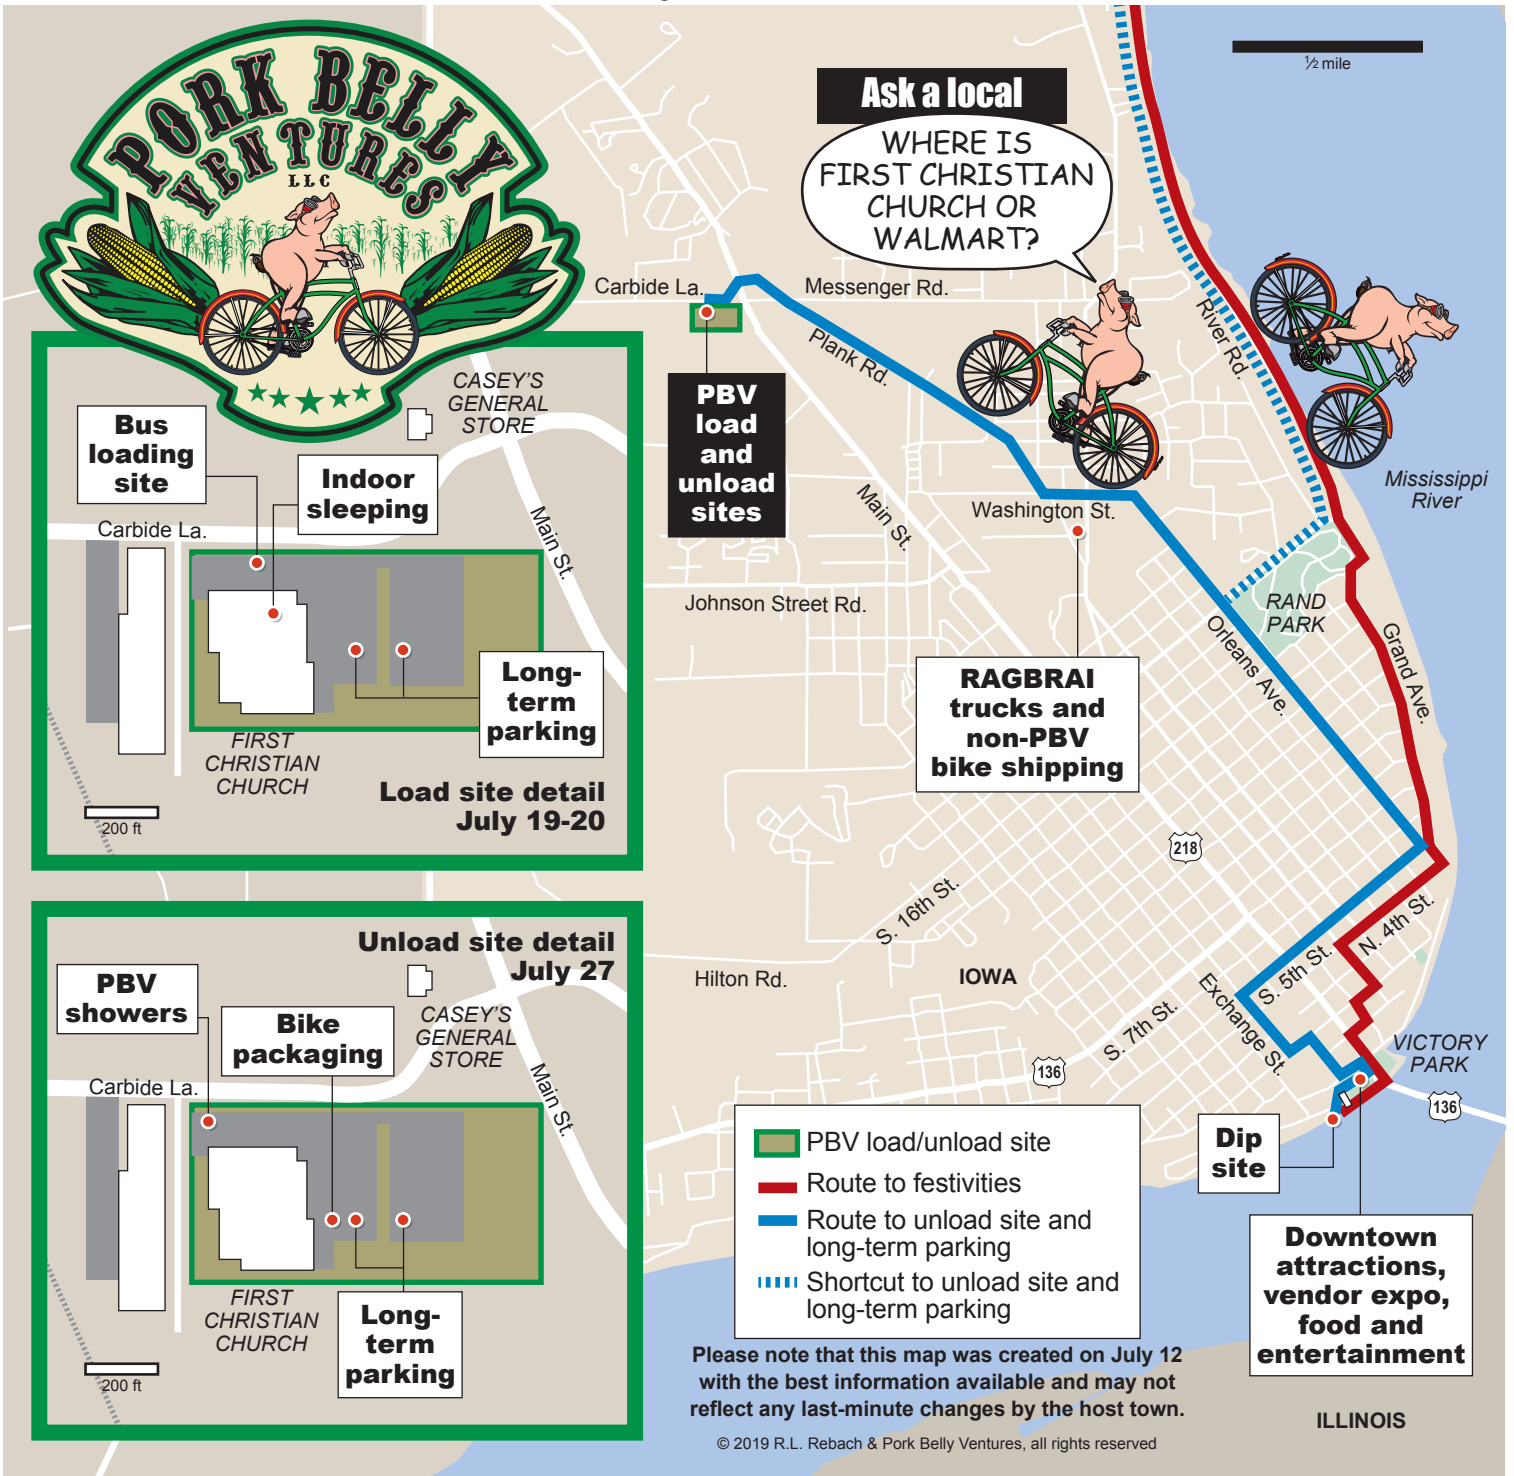 PORK BELLY
VENTURES
LLC
½ mile
Ask a local
WHERE IS
FIRST CHRISTIAN
CHURCH OR
WALMART?
Carbide La.
Messenger Rd.
Plank Rd.
River Rd.
Mississippi
River
PBV
load
and
unload
sites
Main St.
Washington St.
Johnson Street Rd.
RAND
PARK
Orleans Ave.
Grand Ave.
RAGBRAI
trucks and
non-PBV
bike shipping
218
S. 16th St.
N. 4th St.
Hilton Rd.
IOWA
S. 5th St.
Exchange St.
S. 7th St.
VICTORY
PARK
136
136
Dip
site
Downtown
attractions,
vendor expo,
food and
entertainment
ILLINOIS
CASEY'S
GENERAL
STORE
Bus
loading
site
Indoor
sleeping
Carbide La.
Main St.
Long-
term
parking
FIRST
CHRISTIAN
CHURCH
Load site detail
July 19-20
200 ft
Unload site detail
July 27
PBV
showers
Bike
packaging
CASEY'S
GENERAL
STORE
Carbide La.
Main St.
FIRST
CHRISTIAN
CHURCH
Long-
term
parking
200 ft
PBV load/unload site
Route to festivities
Route to unload site and
long-term parking
Shortcut to unload site and
long-term parking
Please note that this map was created on July 12
with the best information available and may not
reflect any last-minute changes by the host town.
© 2019 R.L. Rebach & Pork Belly Ventures, all rights reserved